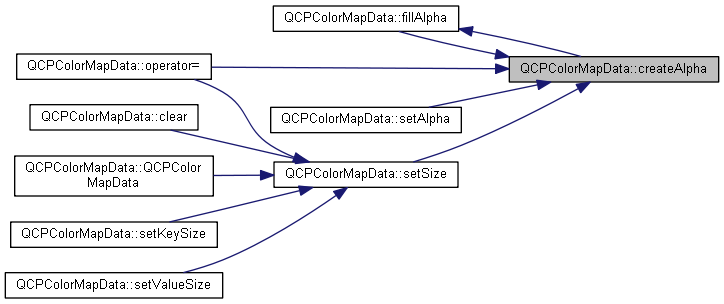 QCPColorMapData::fillAlpha
QCPColorMapData::operator=
QCPColorMapData::createAlpha
QCPColorMapData::clear
QCPColorMapData::setAlpha
QCPColorMapData::QCPColor
MapData
QCPColorMapData::setSize
QCPColorMapData::setKeySize
QCPColorMapData::setValueSize